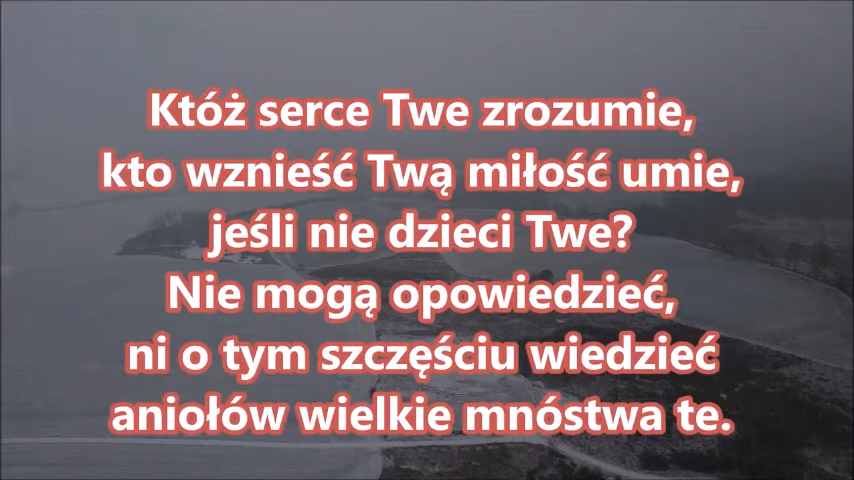 Któż serce Twe zrozumie,
kto wznieść Twą miłość umie,
jeśli nie dzieci Twe?
Nie mogą opowiedzieć,
ni o tym szczęściu wiedzieć
aniołów wielkie mnóstwa te.